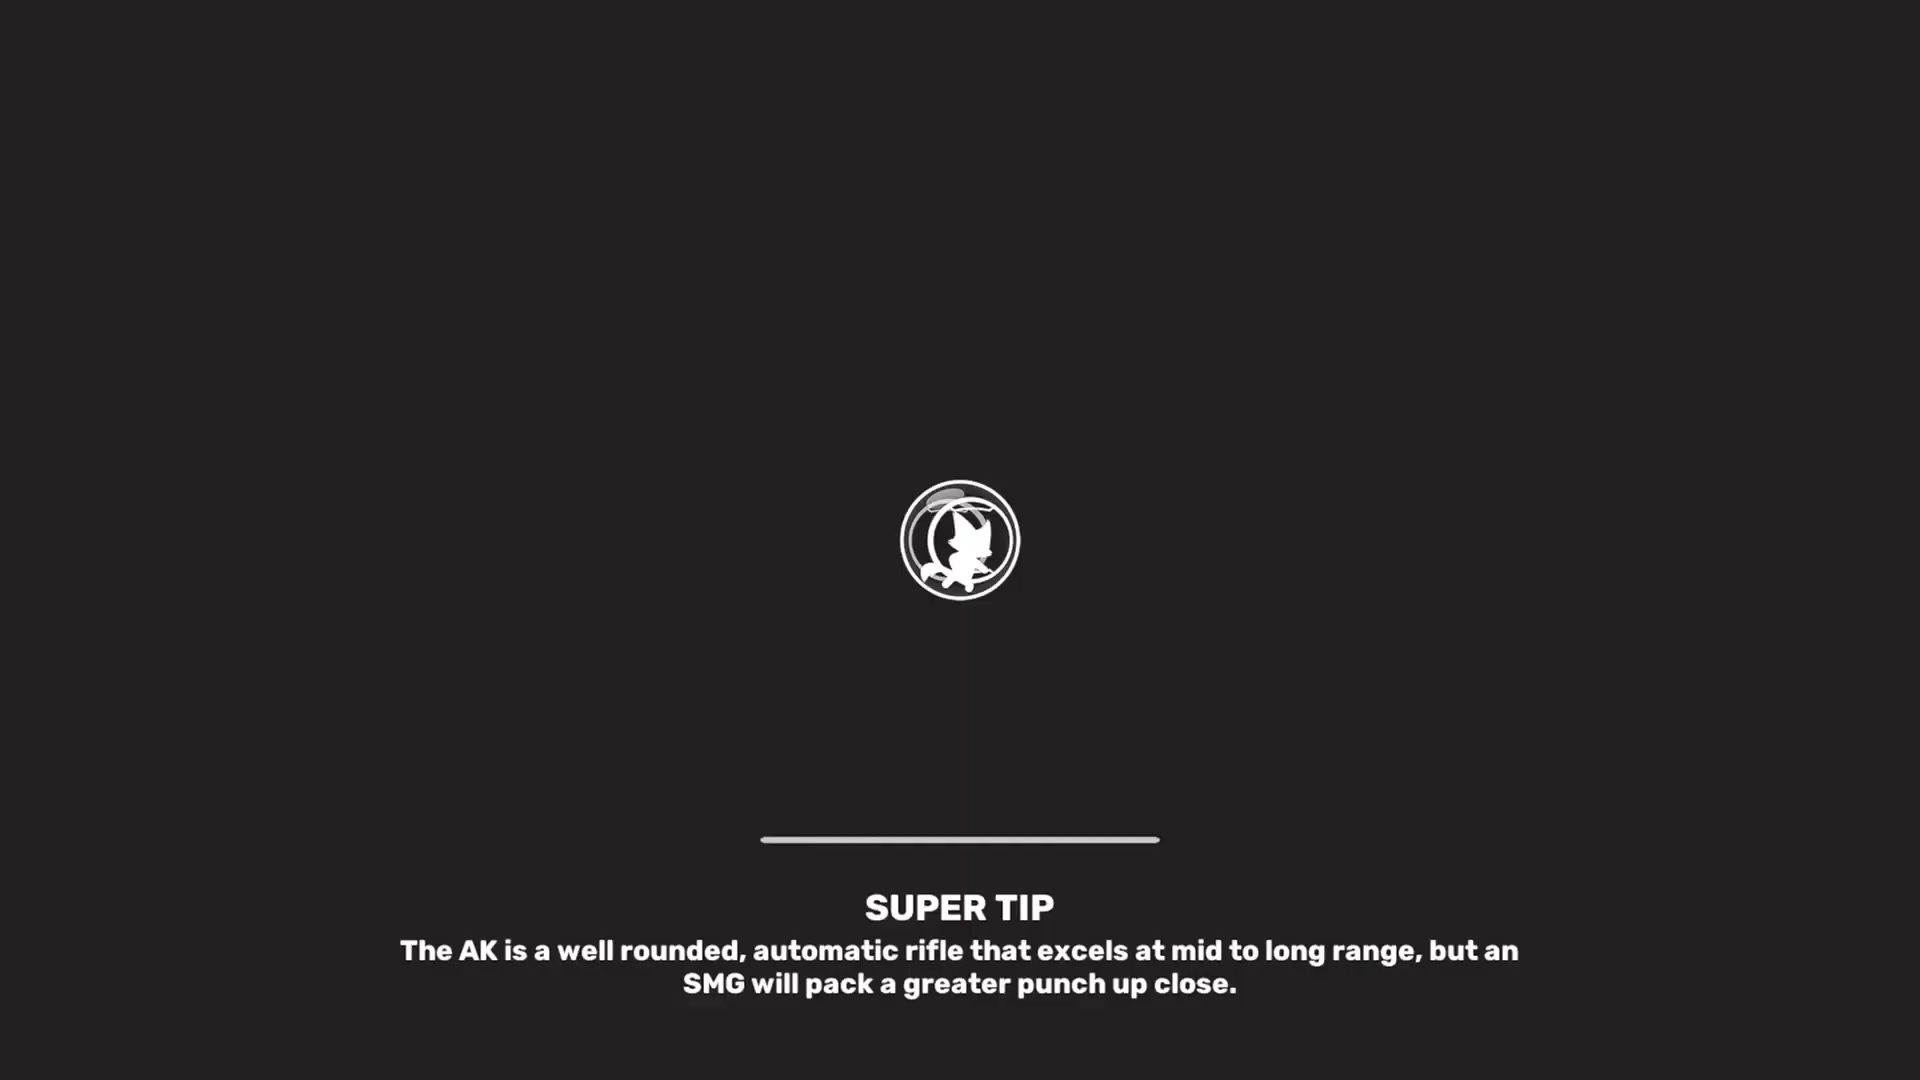 SUPER TIP
The AK is a well rounded, automatic rifle that excels at mid to long range, but an
SMG will pack a greater punch up close.